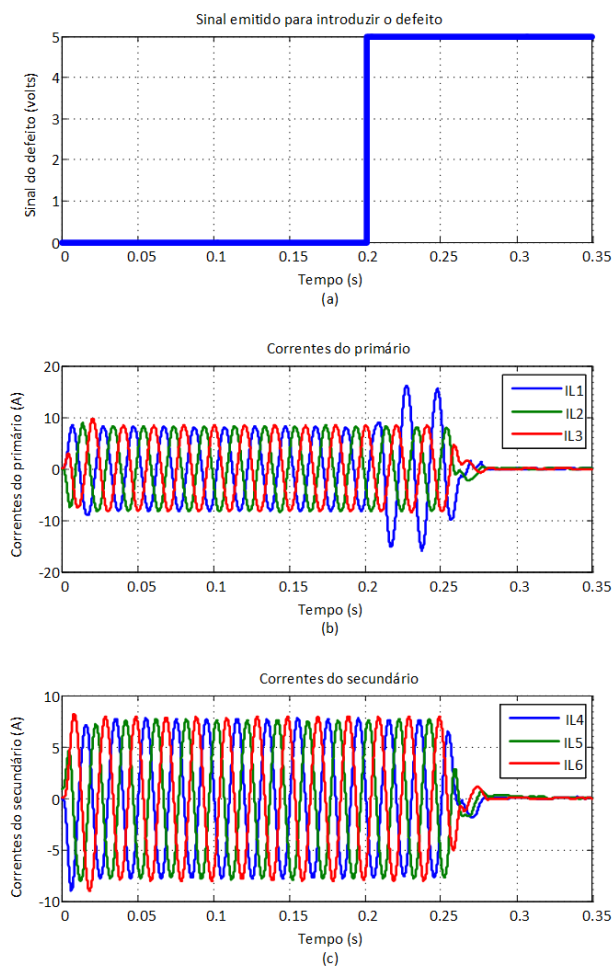 Sinal emitido para introduzir o defeito
Sinal do defeito (volts)
5
4
3
2
1
0
0 0.05 0.1 0.15 0.2 0.25 0.3 0.35
Tempo (s)
(a)
Correntes do primário
Correntes do primário (A)
20
10
0
-10
-20
IL1
IL2
IL3
0 0.05 0.1 0.15 0.2 0.25 0.3 0.35
Tempo (s)
(b)
Correntes do secundário
Correntes do secundário (A)
10
5
0
-5
-10
IL4
IL5
IL6
0 0.05 0.1 0.15 0.2 0.25 0.3 0.35
Tempo (s)
(c)